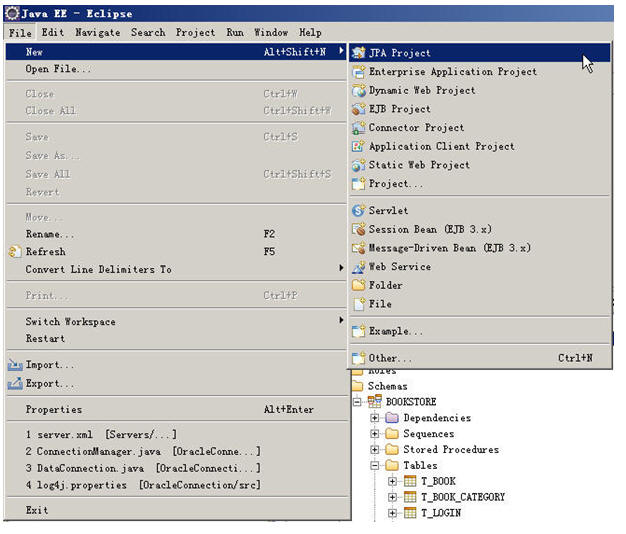 Java EE - Eclipse
File Edit Navigate Search Project Run Window Help
New Alt+Shift+N
Open File...
Close Ctrl+W
Close All Ctrl+Shift+W
Save Ctrl+S
Save As...
Save All Ctrl+Shift+S
Revert
Move...
Rename... F2
Refresh F5
Convert Line Delimiters To
Print... Ctrl+P
Switch Workspace
Restart
Import...
Export...
Properties Alt+Enter
1 server.xml [Servers/...]
2 ConnectionManager.java [OracleConne...]
3 DataConnection.java [OracleConnecti...]
4 log4j.properties [OracleConnection/src]
Exit
JPA Project
Enterprise Application Project
Dynamic Web Project
EJB Project
Connector Project
Application Client Project
Static Web Project
Project...
Servlet
Session Bean (EJB 3.x)
Message-Driven Bean (EJB 3.x)
Web Service
Folder
File
Example...
Other... Ctrl+N
Roles
Schemas
BOOKSTORE
Dependencies
Sequences
Stored Procedures
Tables
T_BOOK
T_BOOK_CATEGORY
T_LOGIN